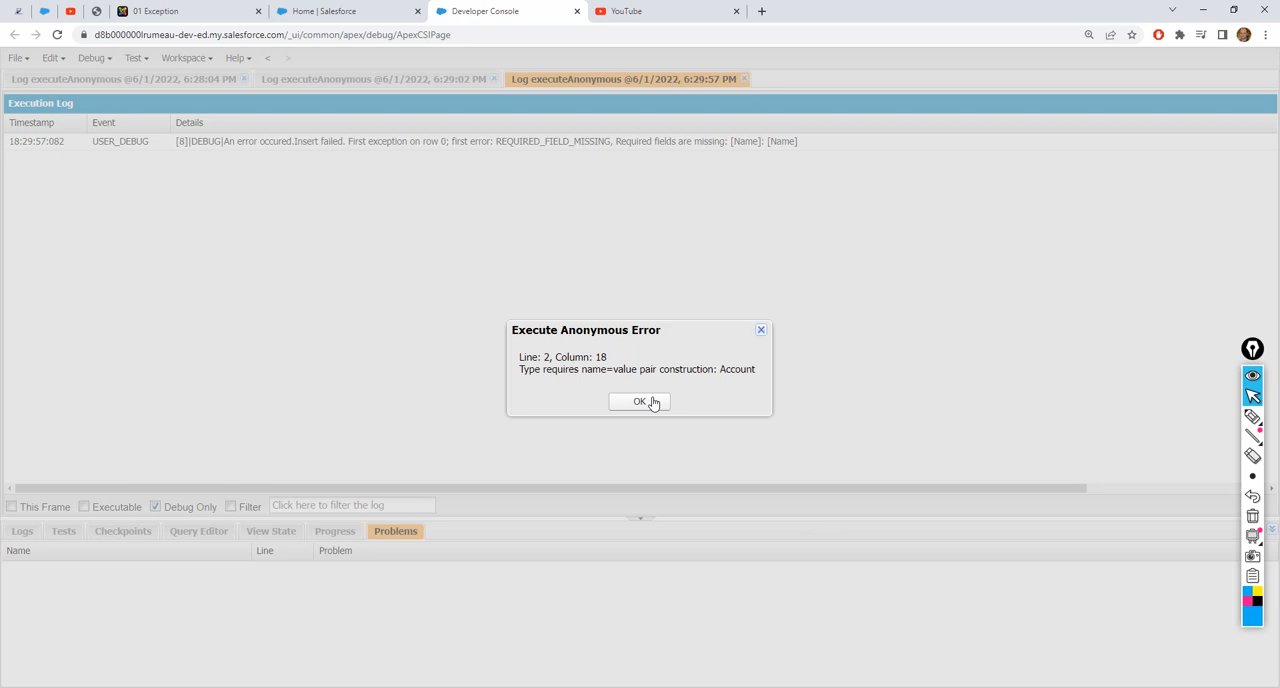 01 Exception
Home | Salesforce
Developer Console
YouTube
d8b000000lrumeau-dev-ed.my.salesforce.com/_ui/common/apex/debug/ApexCSIPage
File Edit Debug Test Workspace Help < >
Log executeAnonymous @6/1/2022, 6:28:04 PM
Log executeAnonymous @6/1/2022, 6:29:02 PM
Log executeAnonymous @6/1/2022, 6:29:57 PM
Execution Log
Timestamp Event Details
18:29:57:082 USER_DEBUG [8]|DEBUG|An error occured.Insert failed. First exception on row 0; first error: REQUIRED_FIELD_MISSING, Required fields are missing: [Name]: [Name]
Execute Anonymous Error
Line: 2, Column: 18
Type requires name=value pair construction: Account
OK
This Frame Executable Debug Only Filter Click here to filter the log
Logs Tests Checkpoints Query Editor View State Progress Problems
Name Line Problem